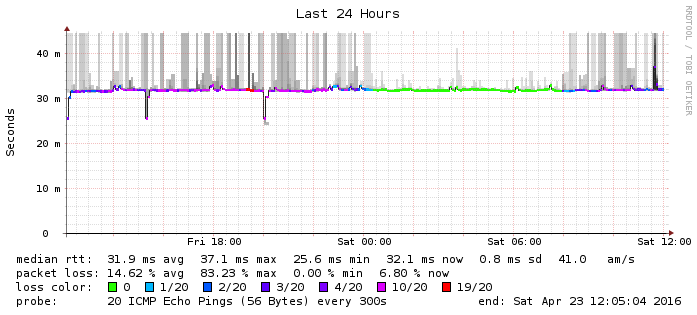 Last 24 Hours
RRDTOOL / TOBI OETIKER
Seconds
40 m
30 m
20 m
10 m
0
Fri 18:00 Sat 00:00 Sat 06:00 Sat 12:00
median rtt: 31.9 ms avg 37.1 ms max 25.6 ms min 32.1 ms now 0.8 ms sd 41.0 am/s
packet loss: 14.62 % avg 83.23 % max 0.00 % min 6.80 % now
loss color: 0 1/20 2/20 3/20 4/20 10/20 19/20
probe: 20 ICMP Echo Pings (56 Bytes) every 300s end: Sat Apr 23 12:05:04 2016